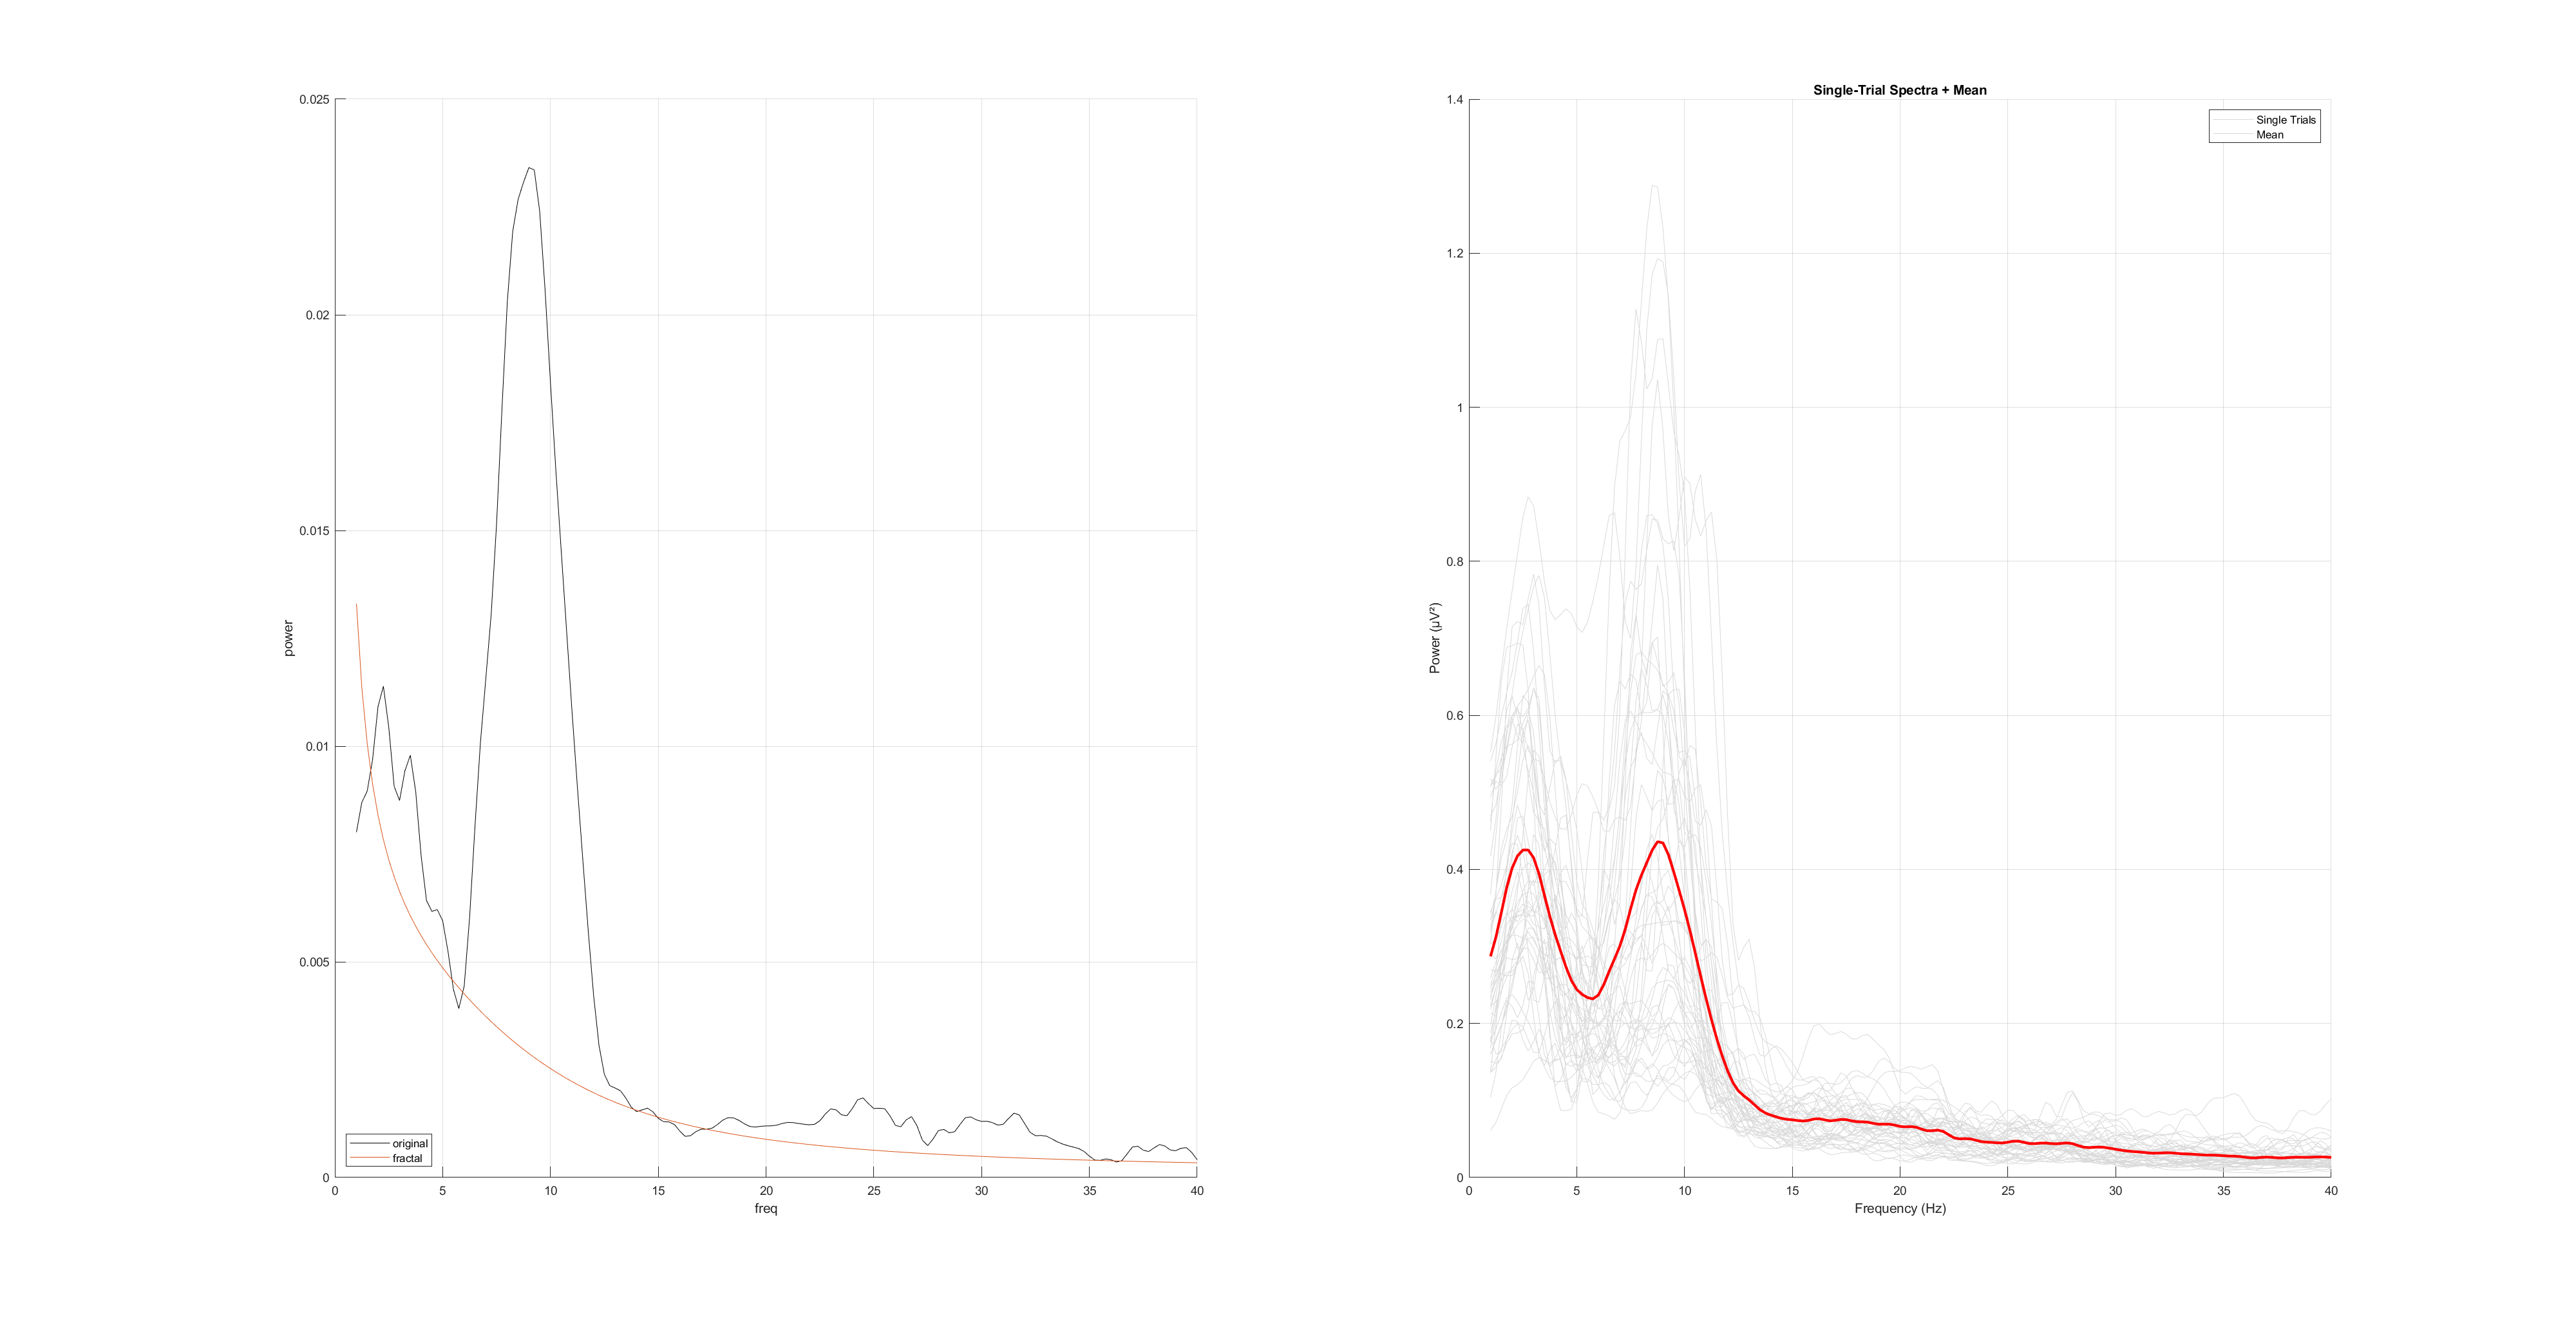 0.025
0.02
0.015
0.01
0.005
0
power
0 5 10 15 20 25 30 35 40
freq
original
fractal
Single-Trial Spectra + Mean
1.4
1.2
1
0.8
0.6
0.4
0.2
0
Power (µV²)
0 5 10 15 20 25 30 35 40
Frequency (Hz)
Single Trials
Mean